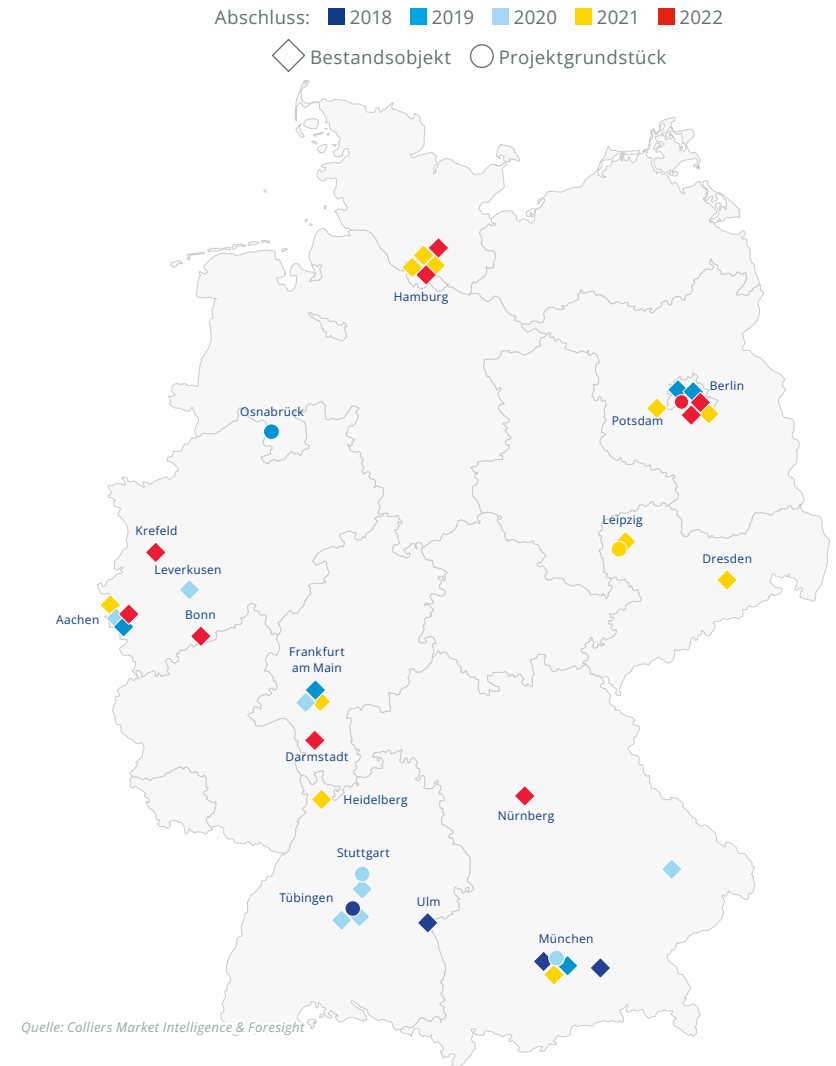 Abschluss: 2018 2019 2020 2021 2022
Bestandsobjekt Projektgrundstück
Hamburg
Berlin
Osnabrück
Potsdam
Leipzig
Krefeld
Dresden
Leverkusen
Bonn
Aachen
Frankfurt
am Main
Darmstadt
Heidelberg
Nürnberg
Stuttgart
Tübingen
Ulm
München
Quelle: Colliers Market Intelligence & Foresight